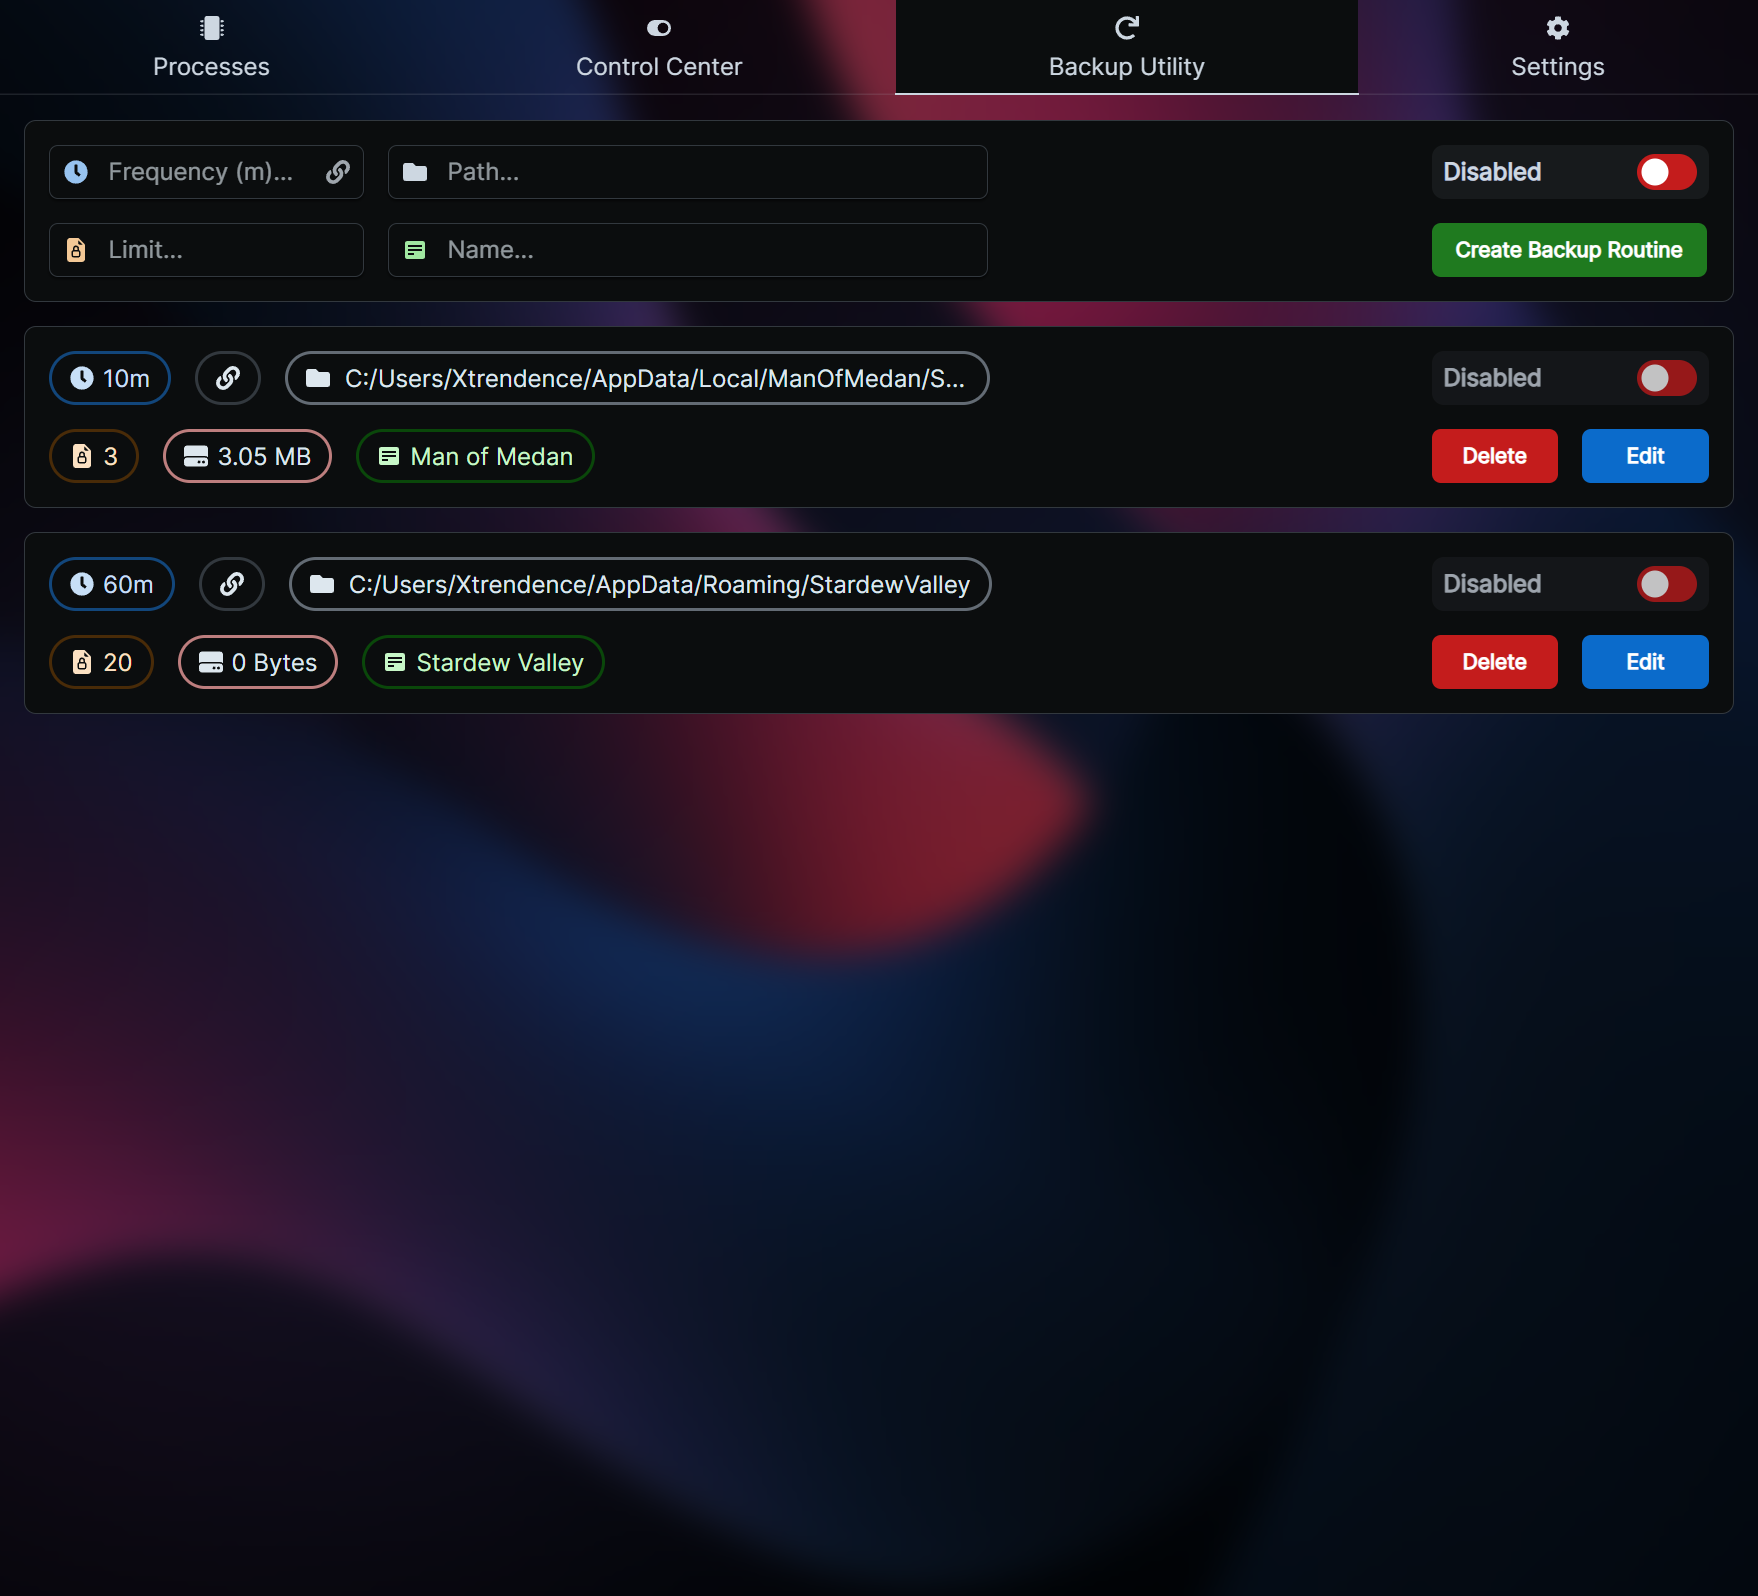 Processes
Control Center
Backup Utility
Settings
Frequency (m)...
Path...
Disabled
Limit...
Name...
Create Backup Routine
10m
C:/Users/Xtrendence/AppData/Local/ManOfMedan/S...
Disabled
3
3.05 MB
Man of Medan
Delete
Edit
60m
C:/Users/Xtrendence/AppData/Roaming/StardewValley
Disabled
20
0 Bytes
Stardew Valley
Delete
Edit